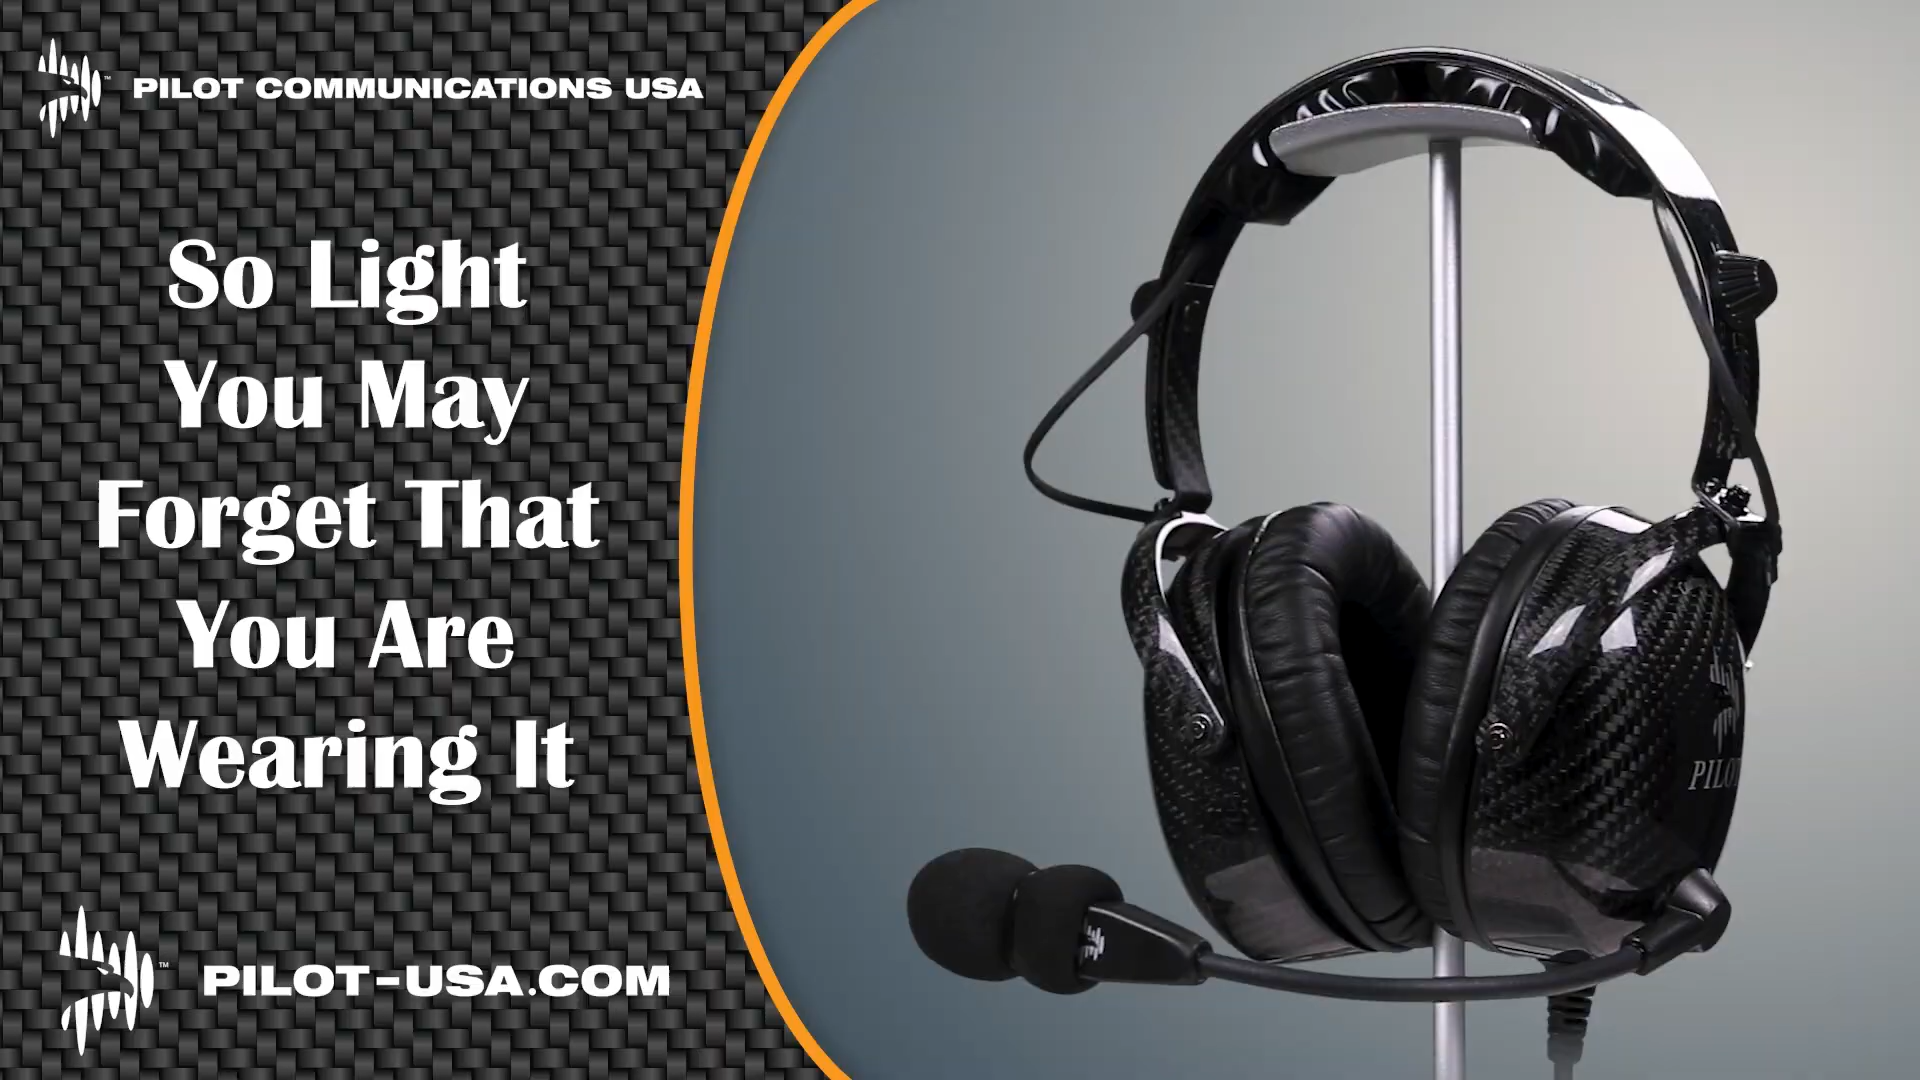 PILOT COMMUNICATIONS USA
So Light
You May
Forget That
You Are
Wearing It
PILOT-USA.COM
PILOT